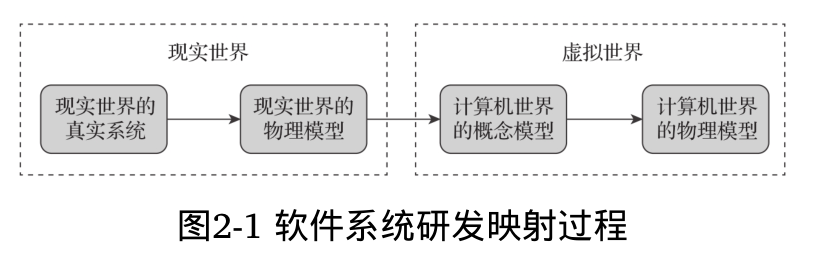 现实世界
虚拟世界
现实世界的
真实系统
现实世界的
物理模型
计算机世界
的概念模型
计算机世界
的物理模型
图2-1 软件系统研发映射过程